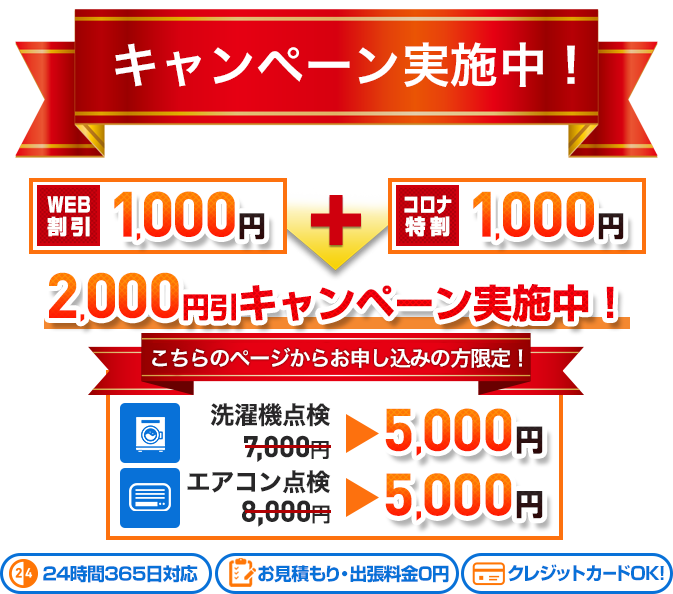 キャンペーン実施中！
WEB割引 1,000円 + コロナ特割 1,000円
2,000円引キャンペーン実施中！
こちらのページからお申し込みの方限定！
洗濯機点検
7,000円 5,000円
エアコン点検
8,000円 5,000円
24 24時間365日対応 お見積もり・出張料金0円 クレジットカードOK!